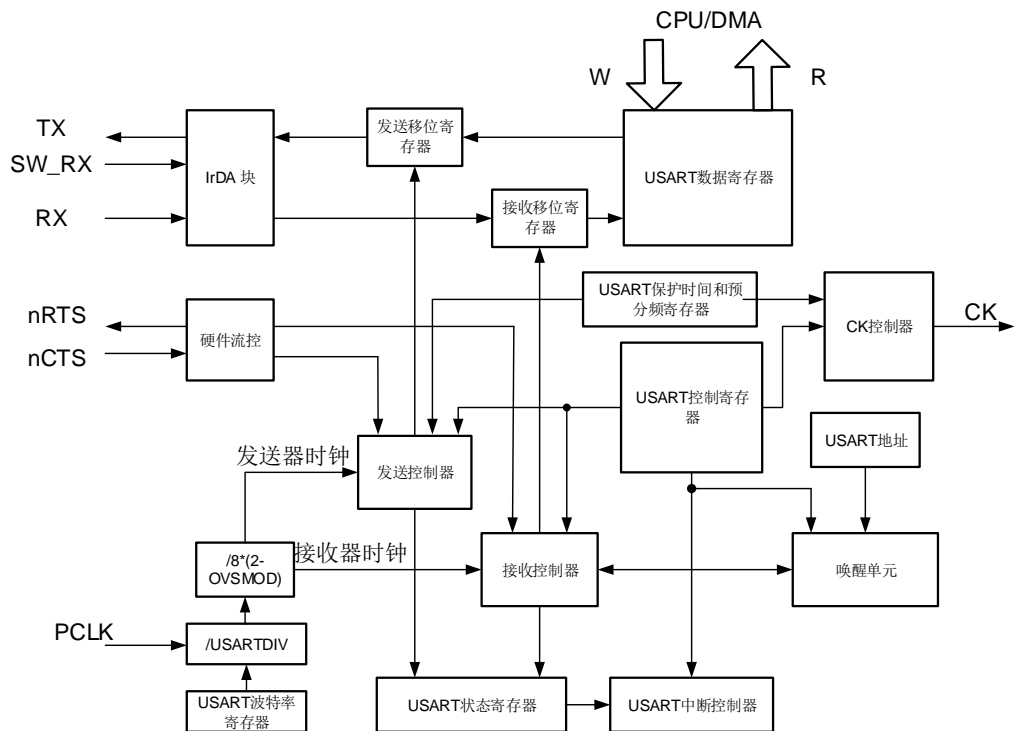 CPU/DMA
W
R
TX
SW_RX
RX
IrDA 块
发送移位寄
存器
接收移位寄
存器
USART数据寄存器
nRTS
nCTS
硬件流控
USART保护时间和预
分频寄存器
CK控制器
CK
USART控制寄存
器
USART地址
发送器时钟
发送控制器
/8*(2-
OVSMOD)
接收器时钟
接收控制器
唤醒单元
PCLK
/USARTDIV
USART波特率
寄存器
USART状态寄存器
USART中断控制器